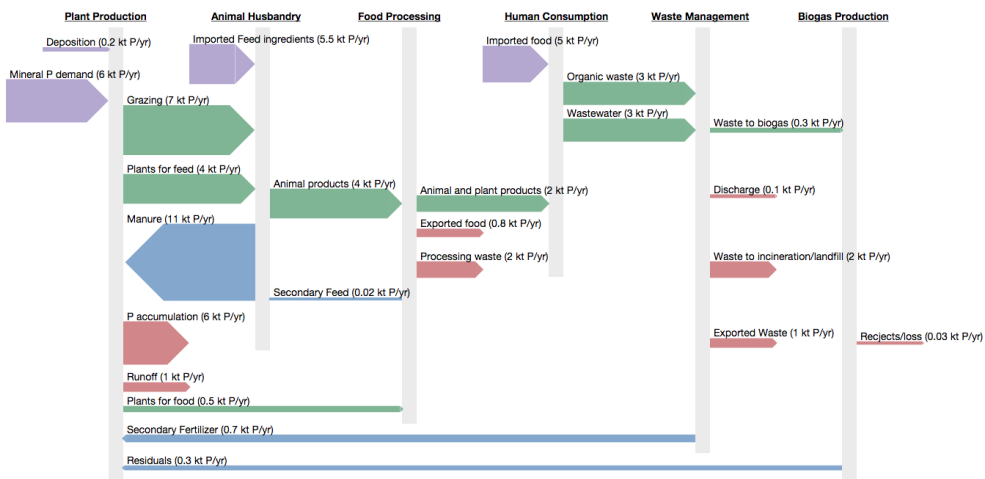 Plant Production
Animal Husbandry
Food Processing
Human Consumption
Waste Management
Biogas Production
Deposition (0.2 kt P/yr)
Imported Feed ingredients (5.5 kt P/yr)
Imported food (5 kt P/yr)
Mineral P demand (6 kt P/yr)
Organic waste (3 kt P/yr)
Grazing (7 kt P/yr)
Wastewater (3 kt P/yr)
Waste to biogas (0.3 kt P/yr)
Plants for feed (4 kt P/yr)
Animal products (4 kt P/yr)
Animal and plant products (2 kt P/yr)
Discharge (0.1 kt P/yr)
Manure (11 kt P/yr)
Exported food (0.8 kt P/yr)
Processing waste (2 kt P/yr)
Waste to incineration/landfill (2 kt P/yr)
Secondary Feed (0.02 kt P/yr)
P accumulation (6 kt P/yr)
Exported Waste (1 kt P/yr)
Recjects/loss (0.03 kt P/yr)
Runoff (1 kt P/yr)
Plants for food (0.5 kt P/yr)
Secondary Fertilizer (0.7 kt P/yr)
Residuals (0.3 kt P/yr)